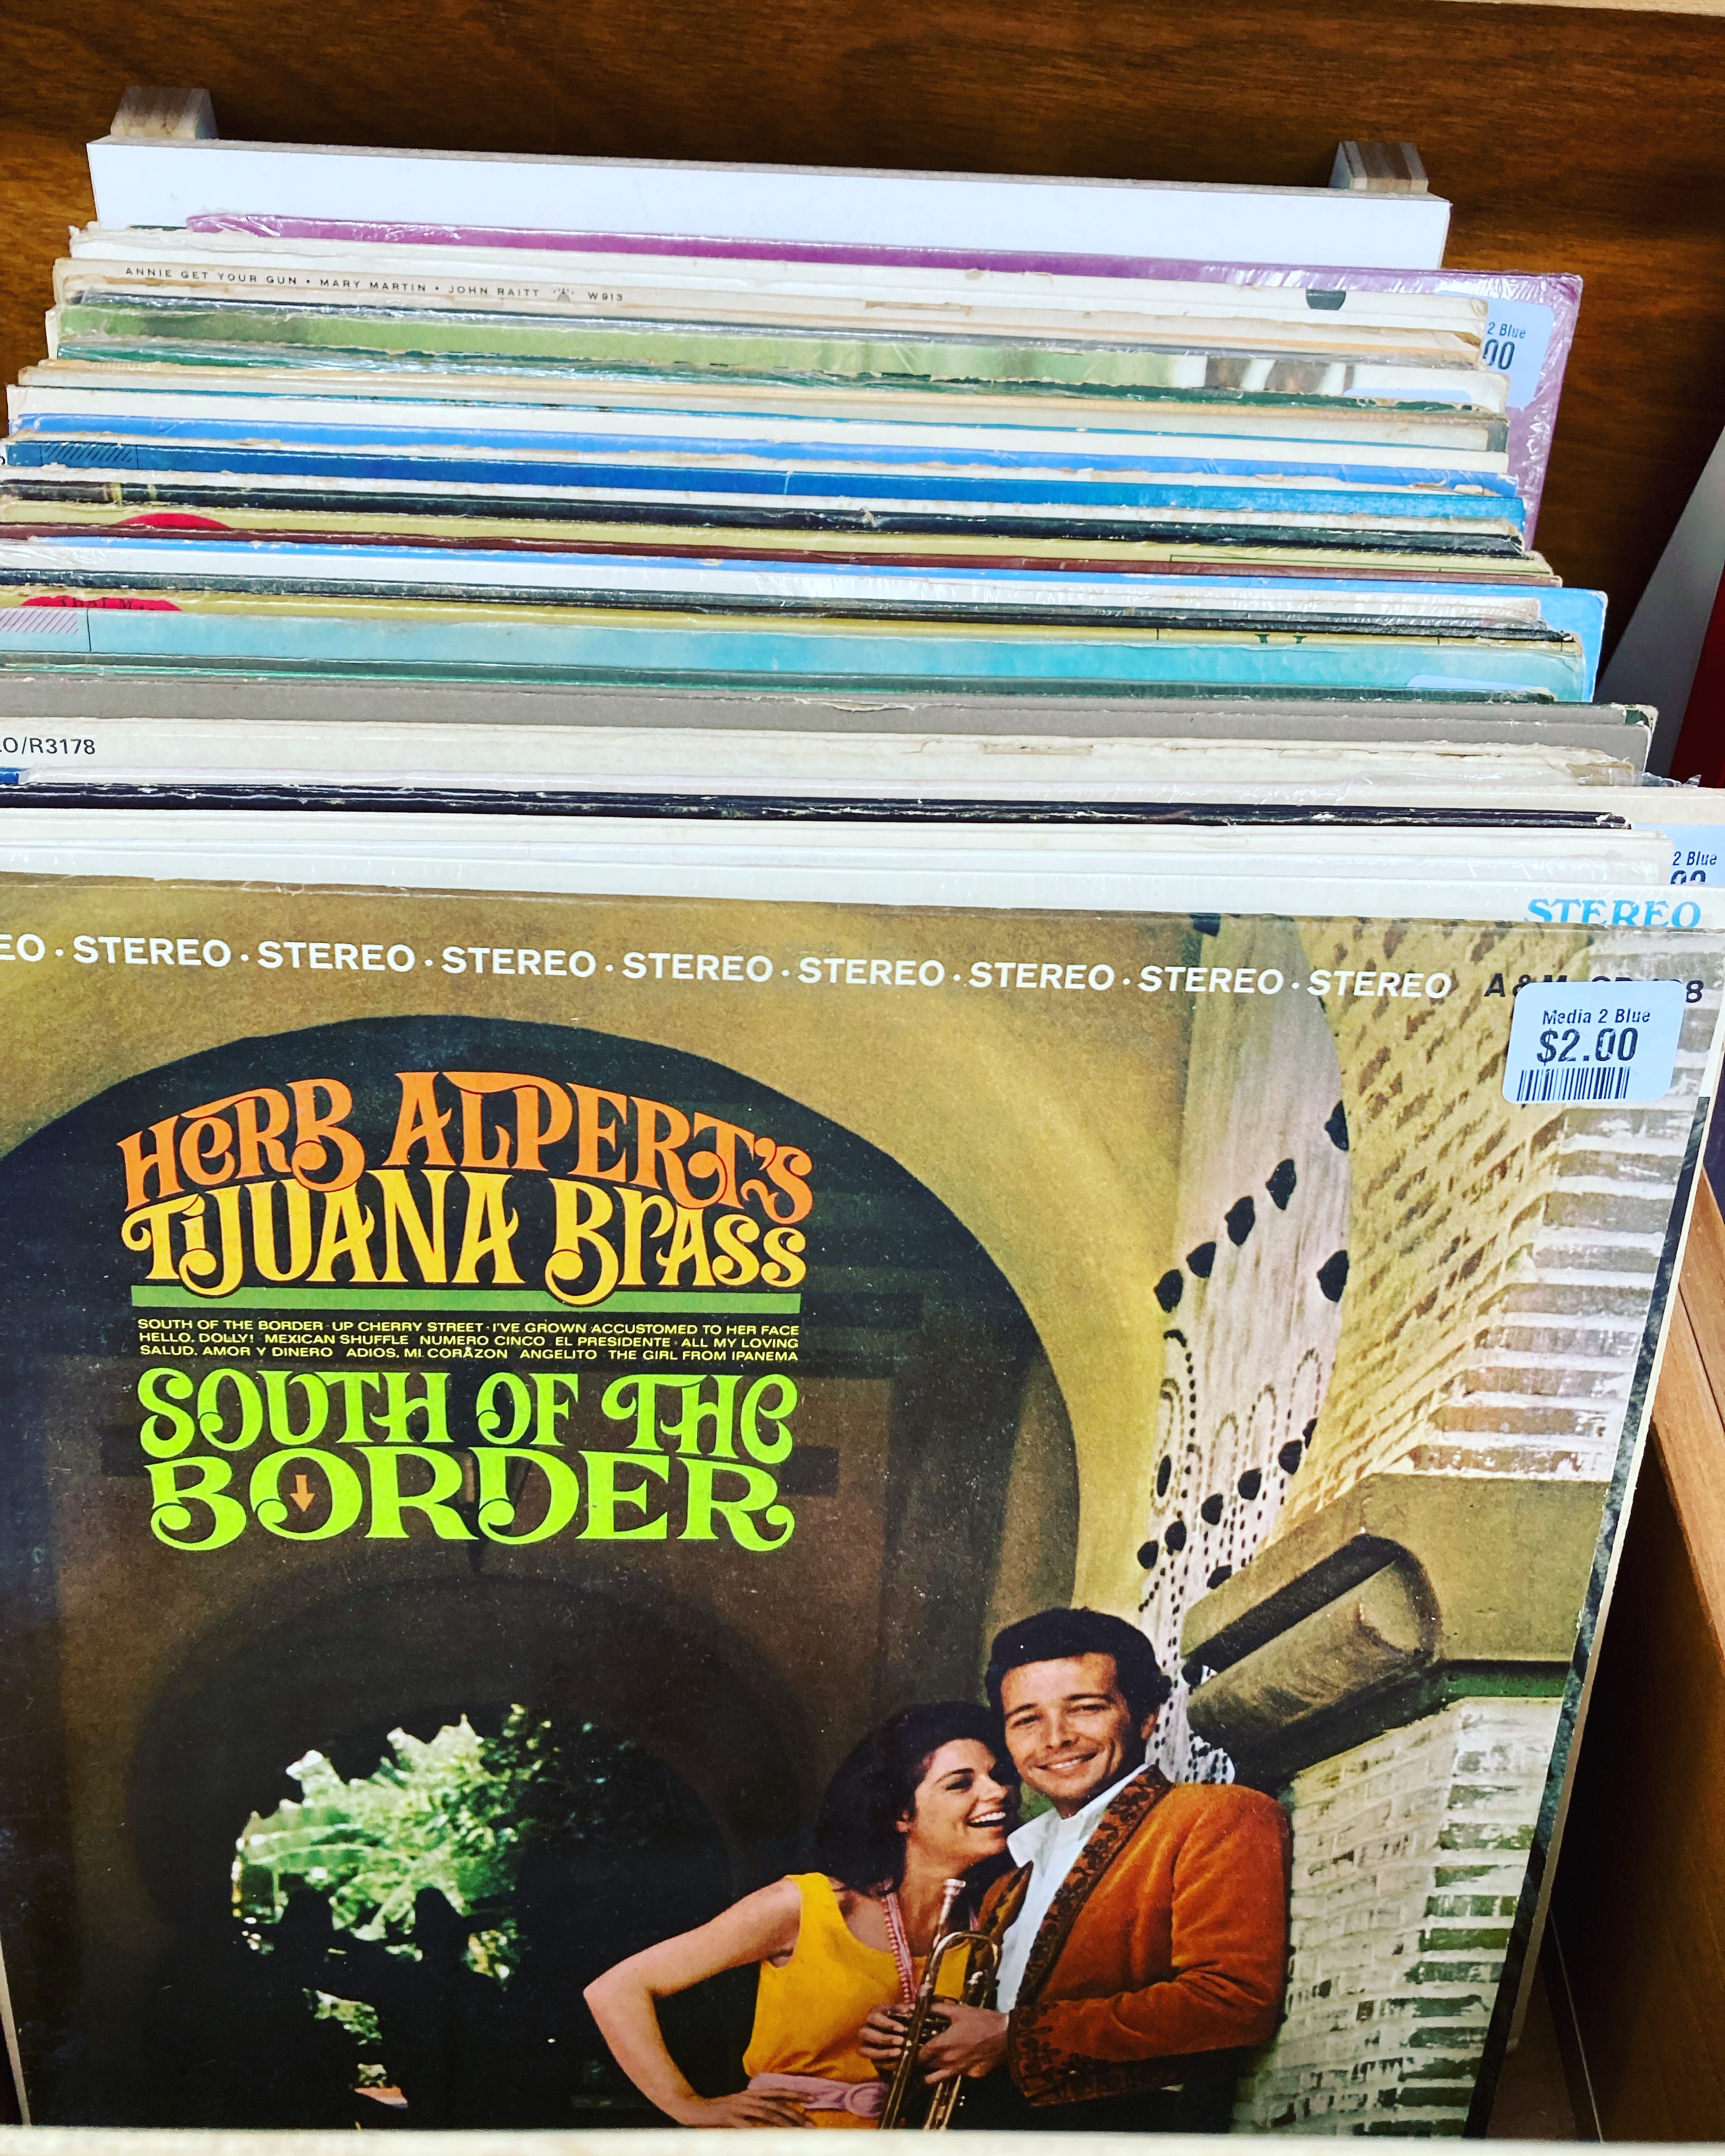 ANNIE GET YOUR GUN • MARY MARTIN • JOHN RAITT W913
2 Blue
00
O/R3178
2 Blue
STEREO
EO · STEREO · STEREO · STEREO · STEREO · STEREO · STEREO · STEREO · STEREO A&M
8
Media 2 Blue
$2.00
HERB ALPERT'S
TIJUANA BRASS
SOUTH OF THE BORDER · UP CHERRY STREET · I'VE GROWN ACCUSTOMED TO HER FACE
HELLO, DOLLY! MEXICAN SHUFFLE NUMERO CINCO EL PRESIDENTE · ALL MY LOVING
SALUD, AMOR Y DINERO ADIOS, MI CORAZON ANGELITO · THE GIRL FROM IPANEMA
SOUTH OF THE
BORDER